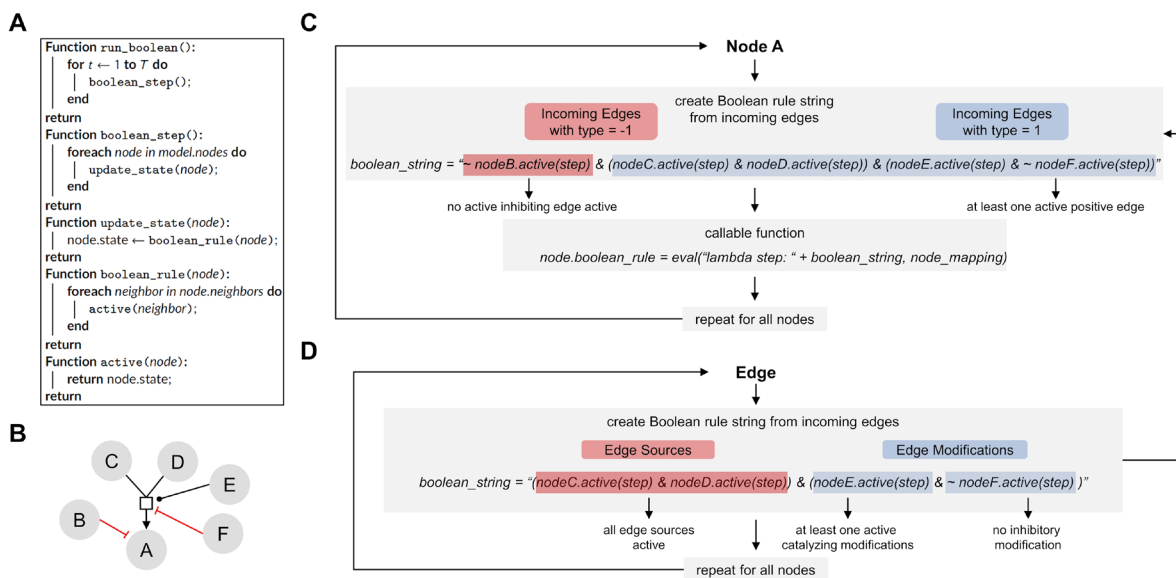 A
Function run_boolean():
for t ← 1 to T do
boolean_step();
end
return
Function boolean_step():
foreach node in model.nodes do
update_state(node);
end
return
Function update_state(node):
node.state ← boolean_rule(node);
return
Function boolean_rule(node):
foreach neighbor in node.neighbors do
active(neighbor);
end
return
Function active(node):
return node.state;
return
B
C
D
E
B
F
A
C
Node A
create Boolean rule string
from incoming edges
Incoming Edges
with type = -1
Incoming Edges
with type = 1
boolean_string = “~ nodeB.active(step) & (nodeC.active(step) & nodeD.active(step)) & (nodeE.active(step) & ~ nodeF.active(step))”
no active inhibiting edge active
at least one active positive edge
callable function
node.boolean_rule = eval(“lambda step: “ + boolean_string, node_mapping)
repeat for all nodes
D
Edge
create Boolean rule string from incoming edges
Edge Sources
Edge Modifications
boolean_string = “(nodeC.active(step) & nodeD.active(step)) & (nodeE.active(step) & ~ nodeF.active(step) )”
all edge sources
active
at least one active
catalyzing modifications
no inhibitory
modification
repeat for all nodes